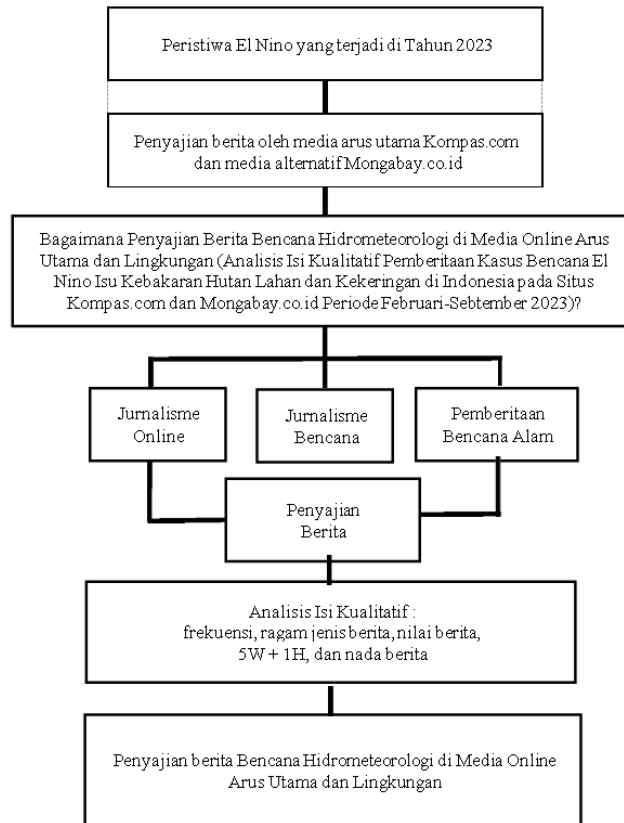 Peristiwa El Nino yang terjadi di Tahun 2023
Penyajian berita oleh media arus utama Kompas.com
dan media alternatif Mongabay.co.id
Bagaimana Penyajian Berita Bencana Hidrometeorologi di Media Online Arus
Utama dan Lingkungan (Analisis Isi Kualitatif Pemberitaan Kasus Bencana El
Nino Isu Kebakaran Hutan Lahan dan Kekeringan di Indonesia pada Situs
Kompas.com dan Mongabay.co.id Periode Februari-Sebtember 2023)?
Jurnalisme
Online
Jurnalisme
Bencana
Pemberitaan
Bencana Alam
Penyajian
Berita
Analisis Isi Kualitatif :
frekuensi, ragam jenis berita, nilai berita,
5W + 1H, dan nada berita
Penyajian berita Bencana Hidrometeorologi di Media Online
Arus Utama dan Lingkungan